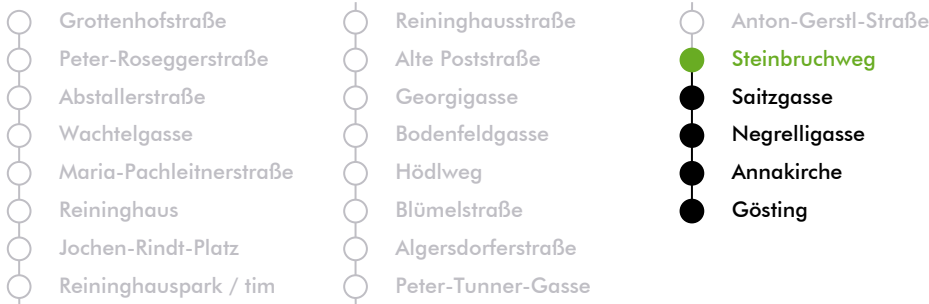 Grottenhofstraße
Peter-Roseggerstraße
Abstallerstraße
Wachtelgasse
Maria-Pachleitnerstraße
Reininghaus
Jochen-Rindt-Platz
Reininghauspark / tim
Reininghausstraße
Alte Poststraße
Georgigasse
Bodenfeldgasse
Hödlweg
Blümelstraße
Algersdorferstraße
Peter-Tunner-Gasse
Anton-Gerstl-Straße
Steinbruchweg
Saitzgasse
Negrelligasse
Annakirche
Gösting